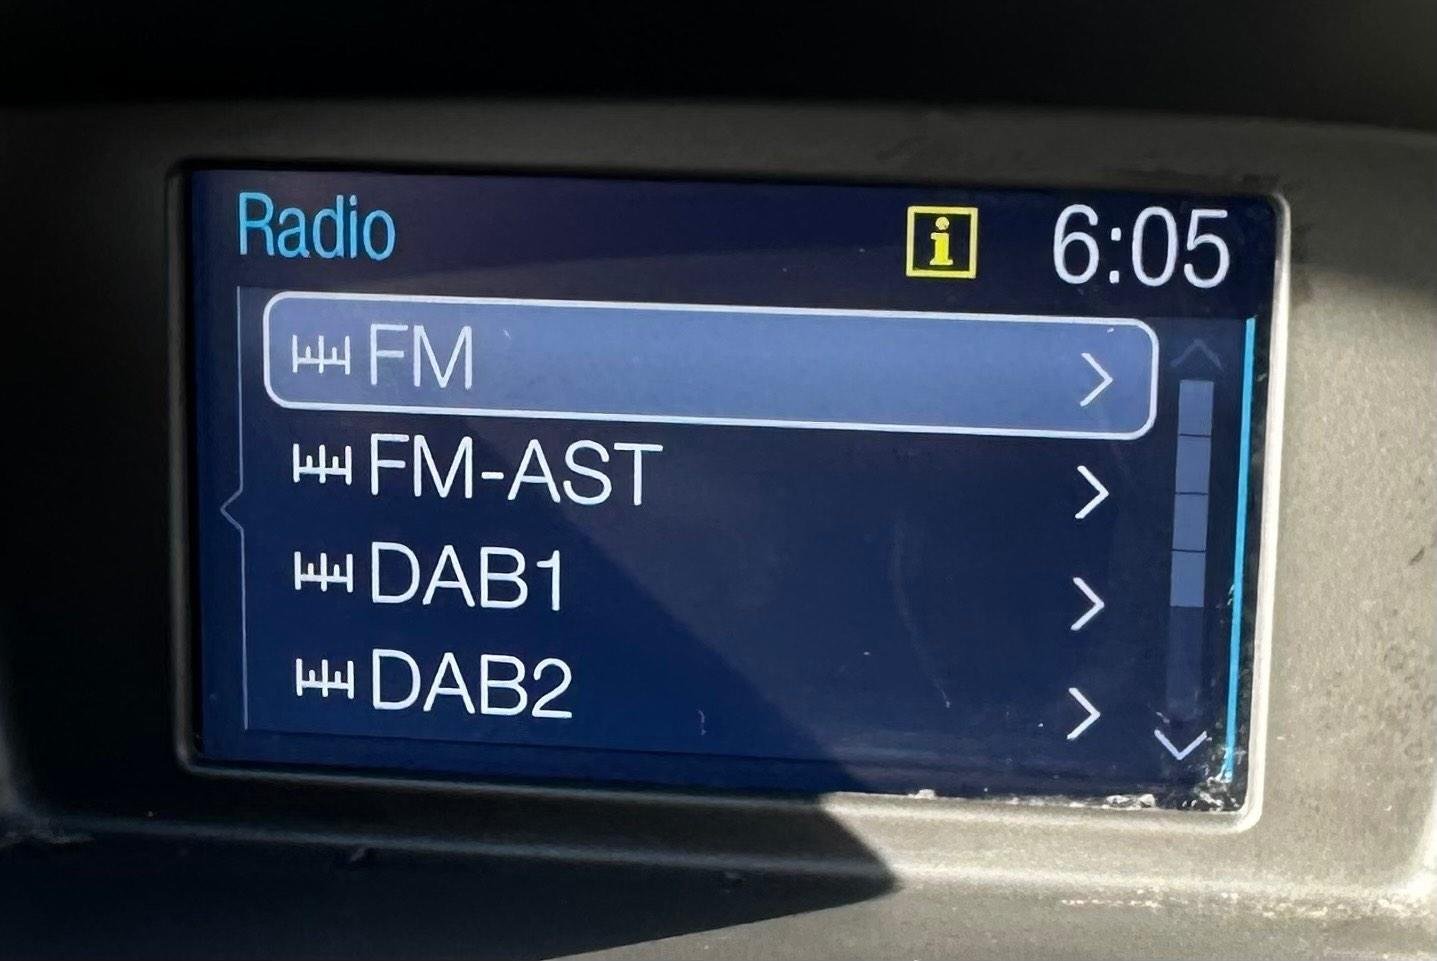 Radio
i 6:05
FM
FM-AST
DAB1
DAB2